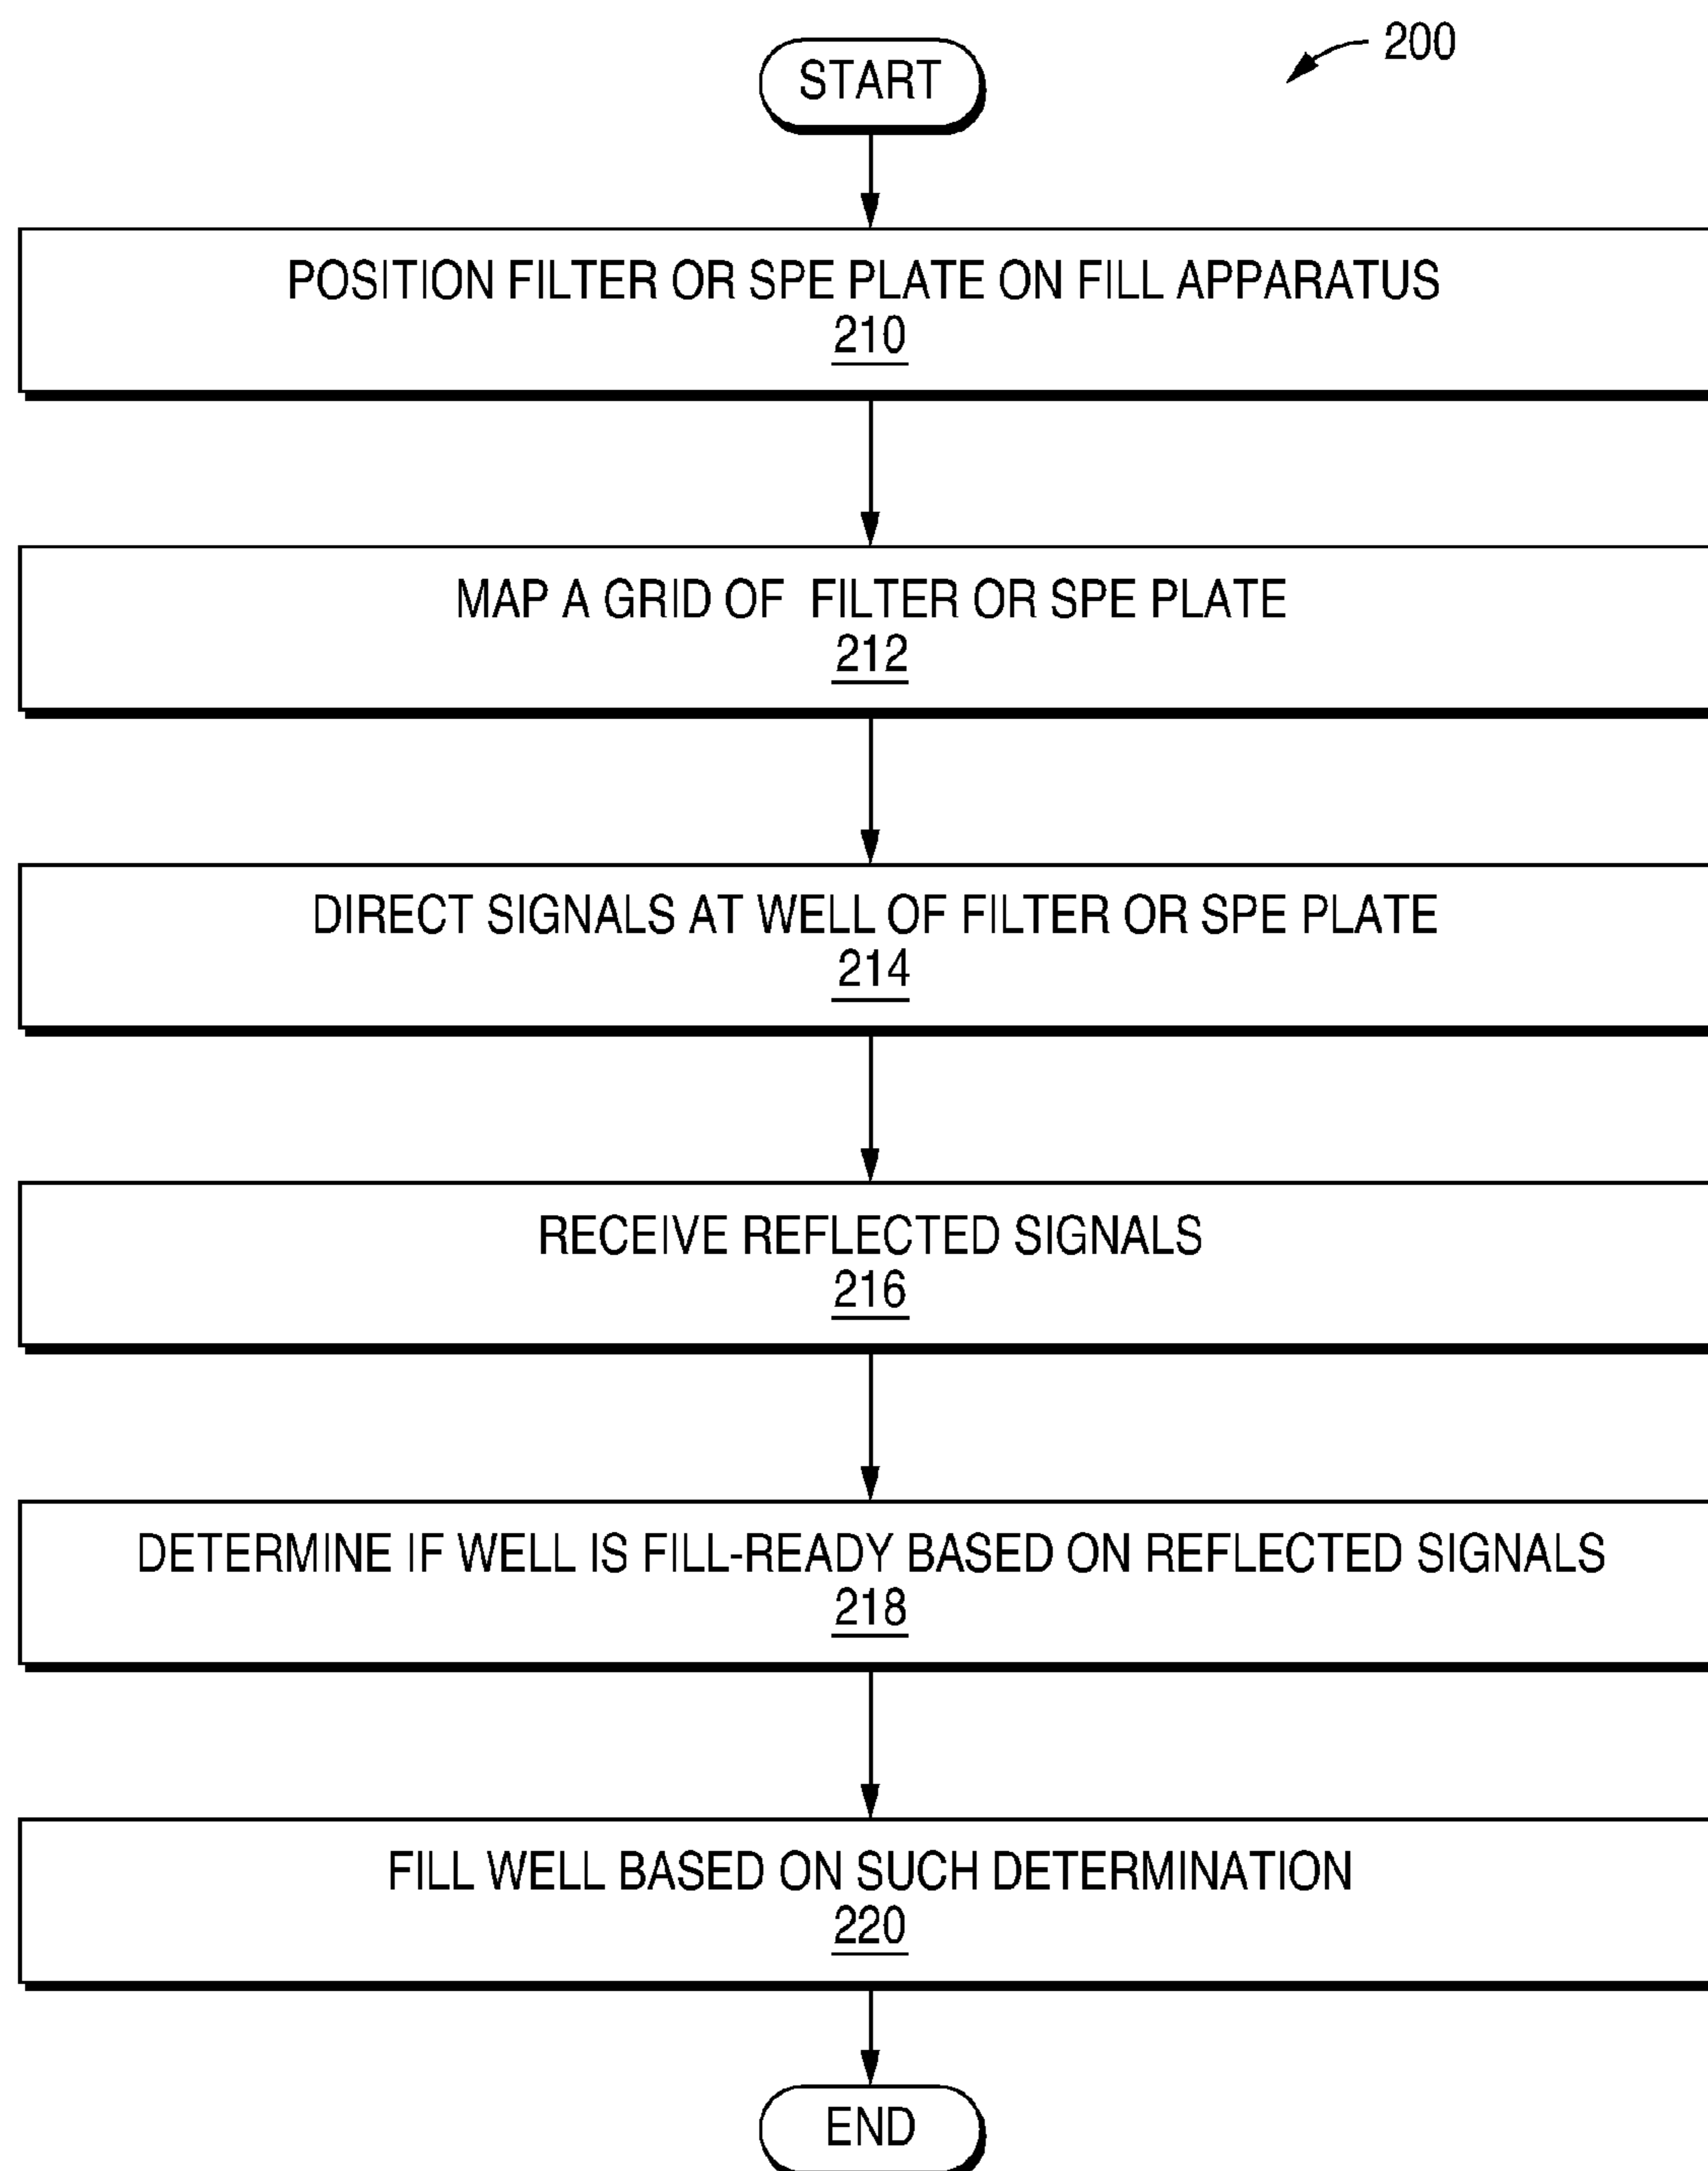 200
START
POSITION FILTER OR SPE PLATE ON FILL APPARATUS
210
MAP A GRID OF FILTER OR SPE PLATE
212
DIRECT SIGNALS AT WELL OF FILTER OR SPE PLATE
214
RECEIVE REFLECTED SIGNALS
216
DETERMINE IF WELL IS FILL-READY BASED ON REFLECTED SIGNALS
218
FILL WELL BASED ON SUCH DETERMINATION
220
END